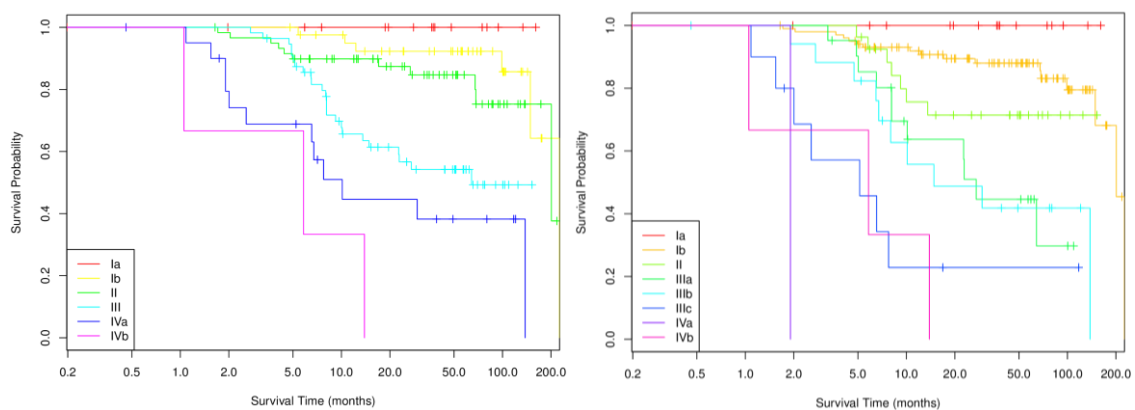 Survival Probability
1.0
0.8
0.6
0.4
0.2
0.0
Ia
Ib
II
III
IVa
IVb
0.2 0.5 1.0 2.0 5.0 10.0 20.0 50.0 100.0 200.0
Survival Time (months)
Survival Probability
1.0
0.8
0.6
0.4
0.2
0.0
Ia
Ib
II
IIIa
IIIb
IIIc
IVa
IVb
0.2 0.5 1.0 2.0 5.0 10.0 20.0 50.0 100.0 200.0
Survival Time (months)